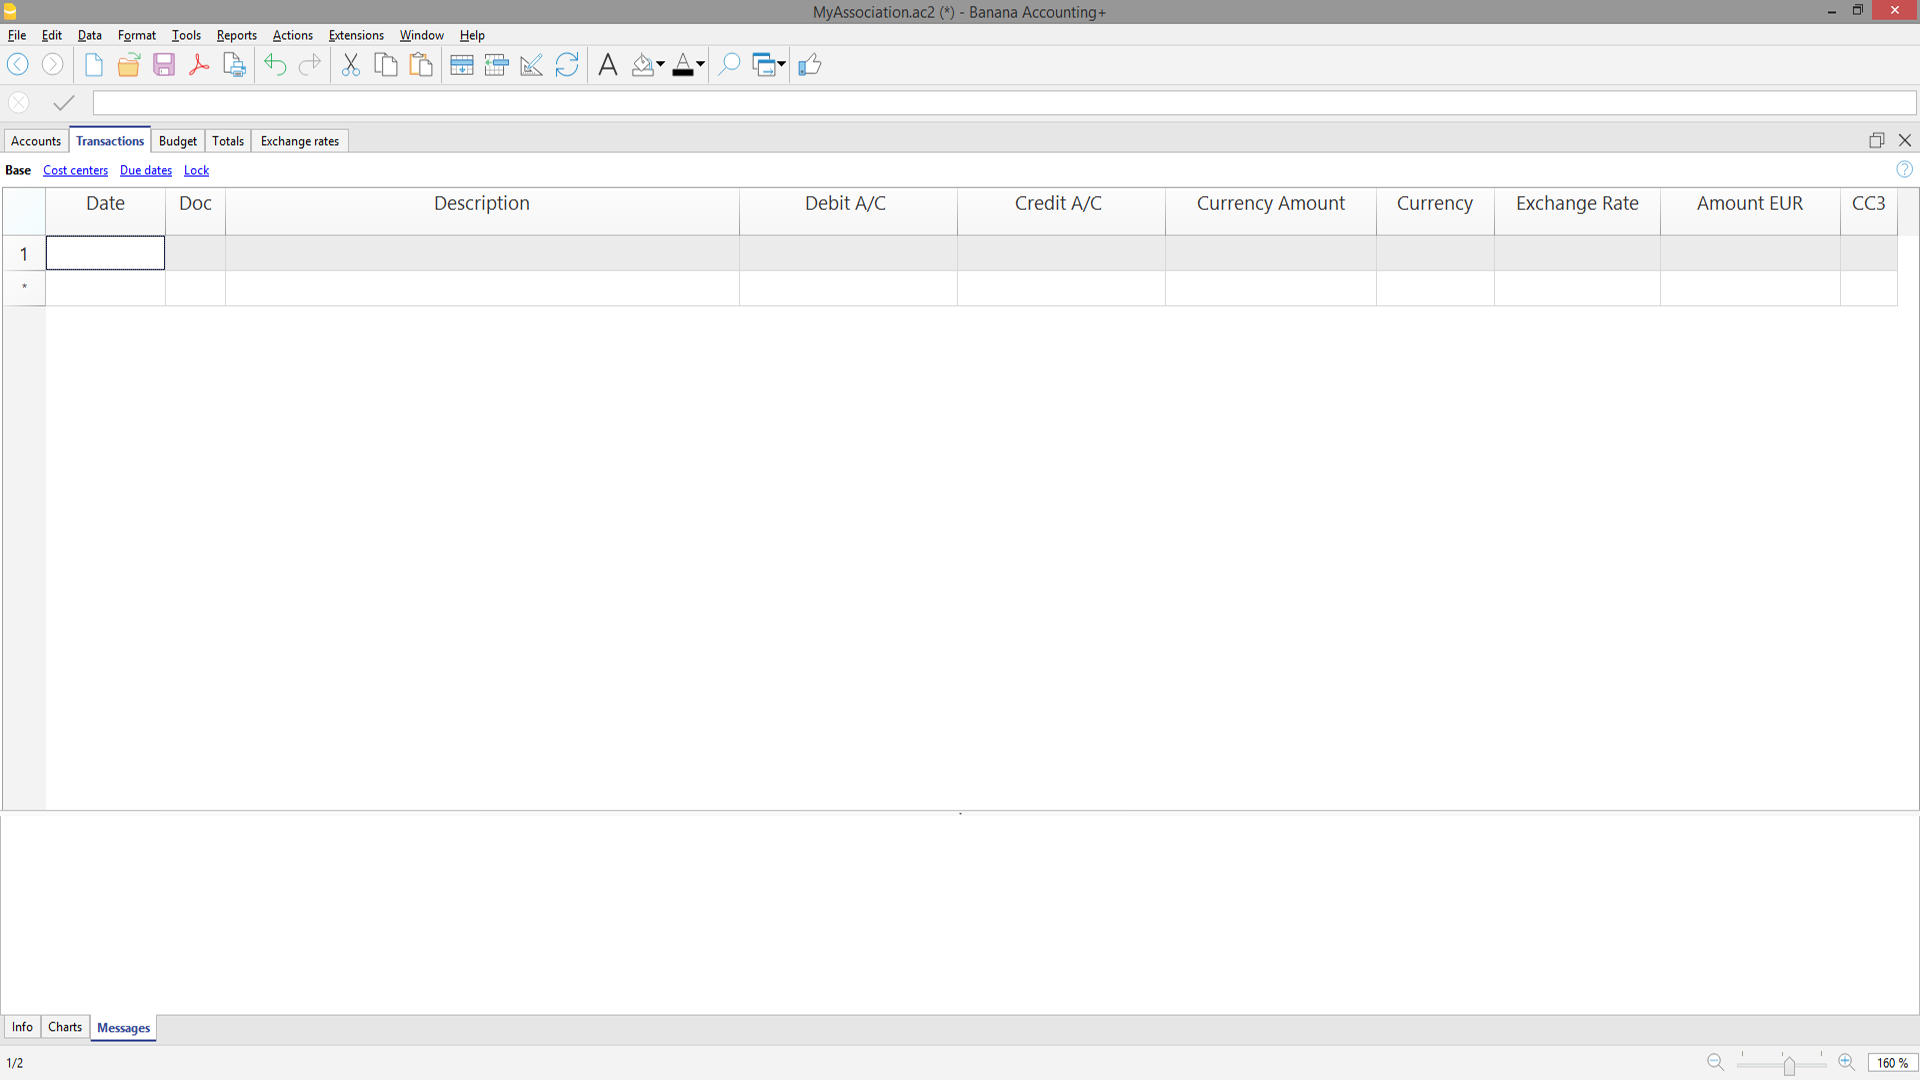 MyAssociation.ac2 (*) - Banana Accounting+
File Edit Data Format Tools Reports Actions Extensions Window Help
Accounts Transactions Budget Totals Exchange rates
Base Cost centers Due dates Lock
Date Doc Description Debit A/C Credit A/C Currency Amount Currency Exchange Rate Amount EUR CC3
1
*
Info Charts Messages
1/2 160 %